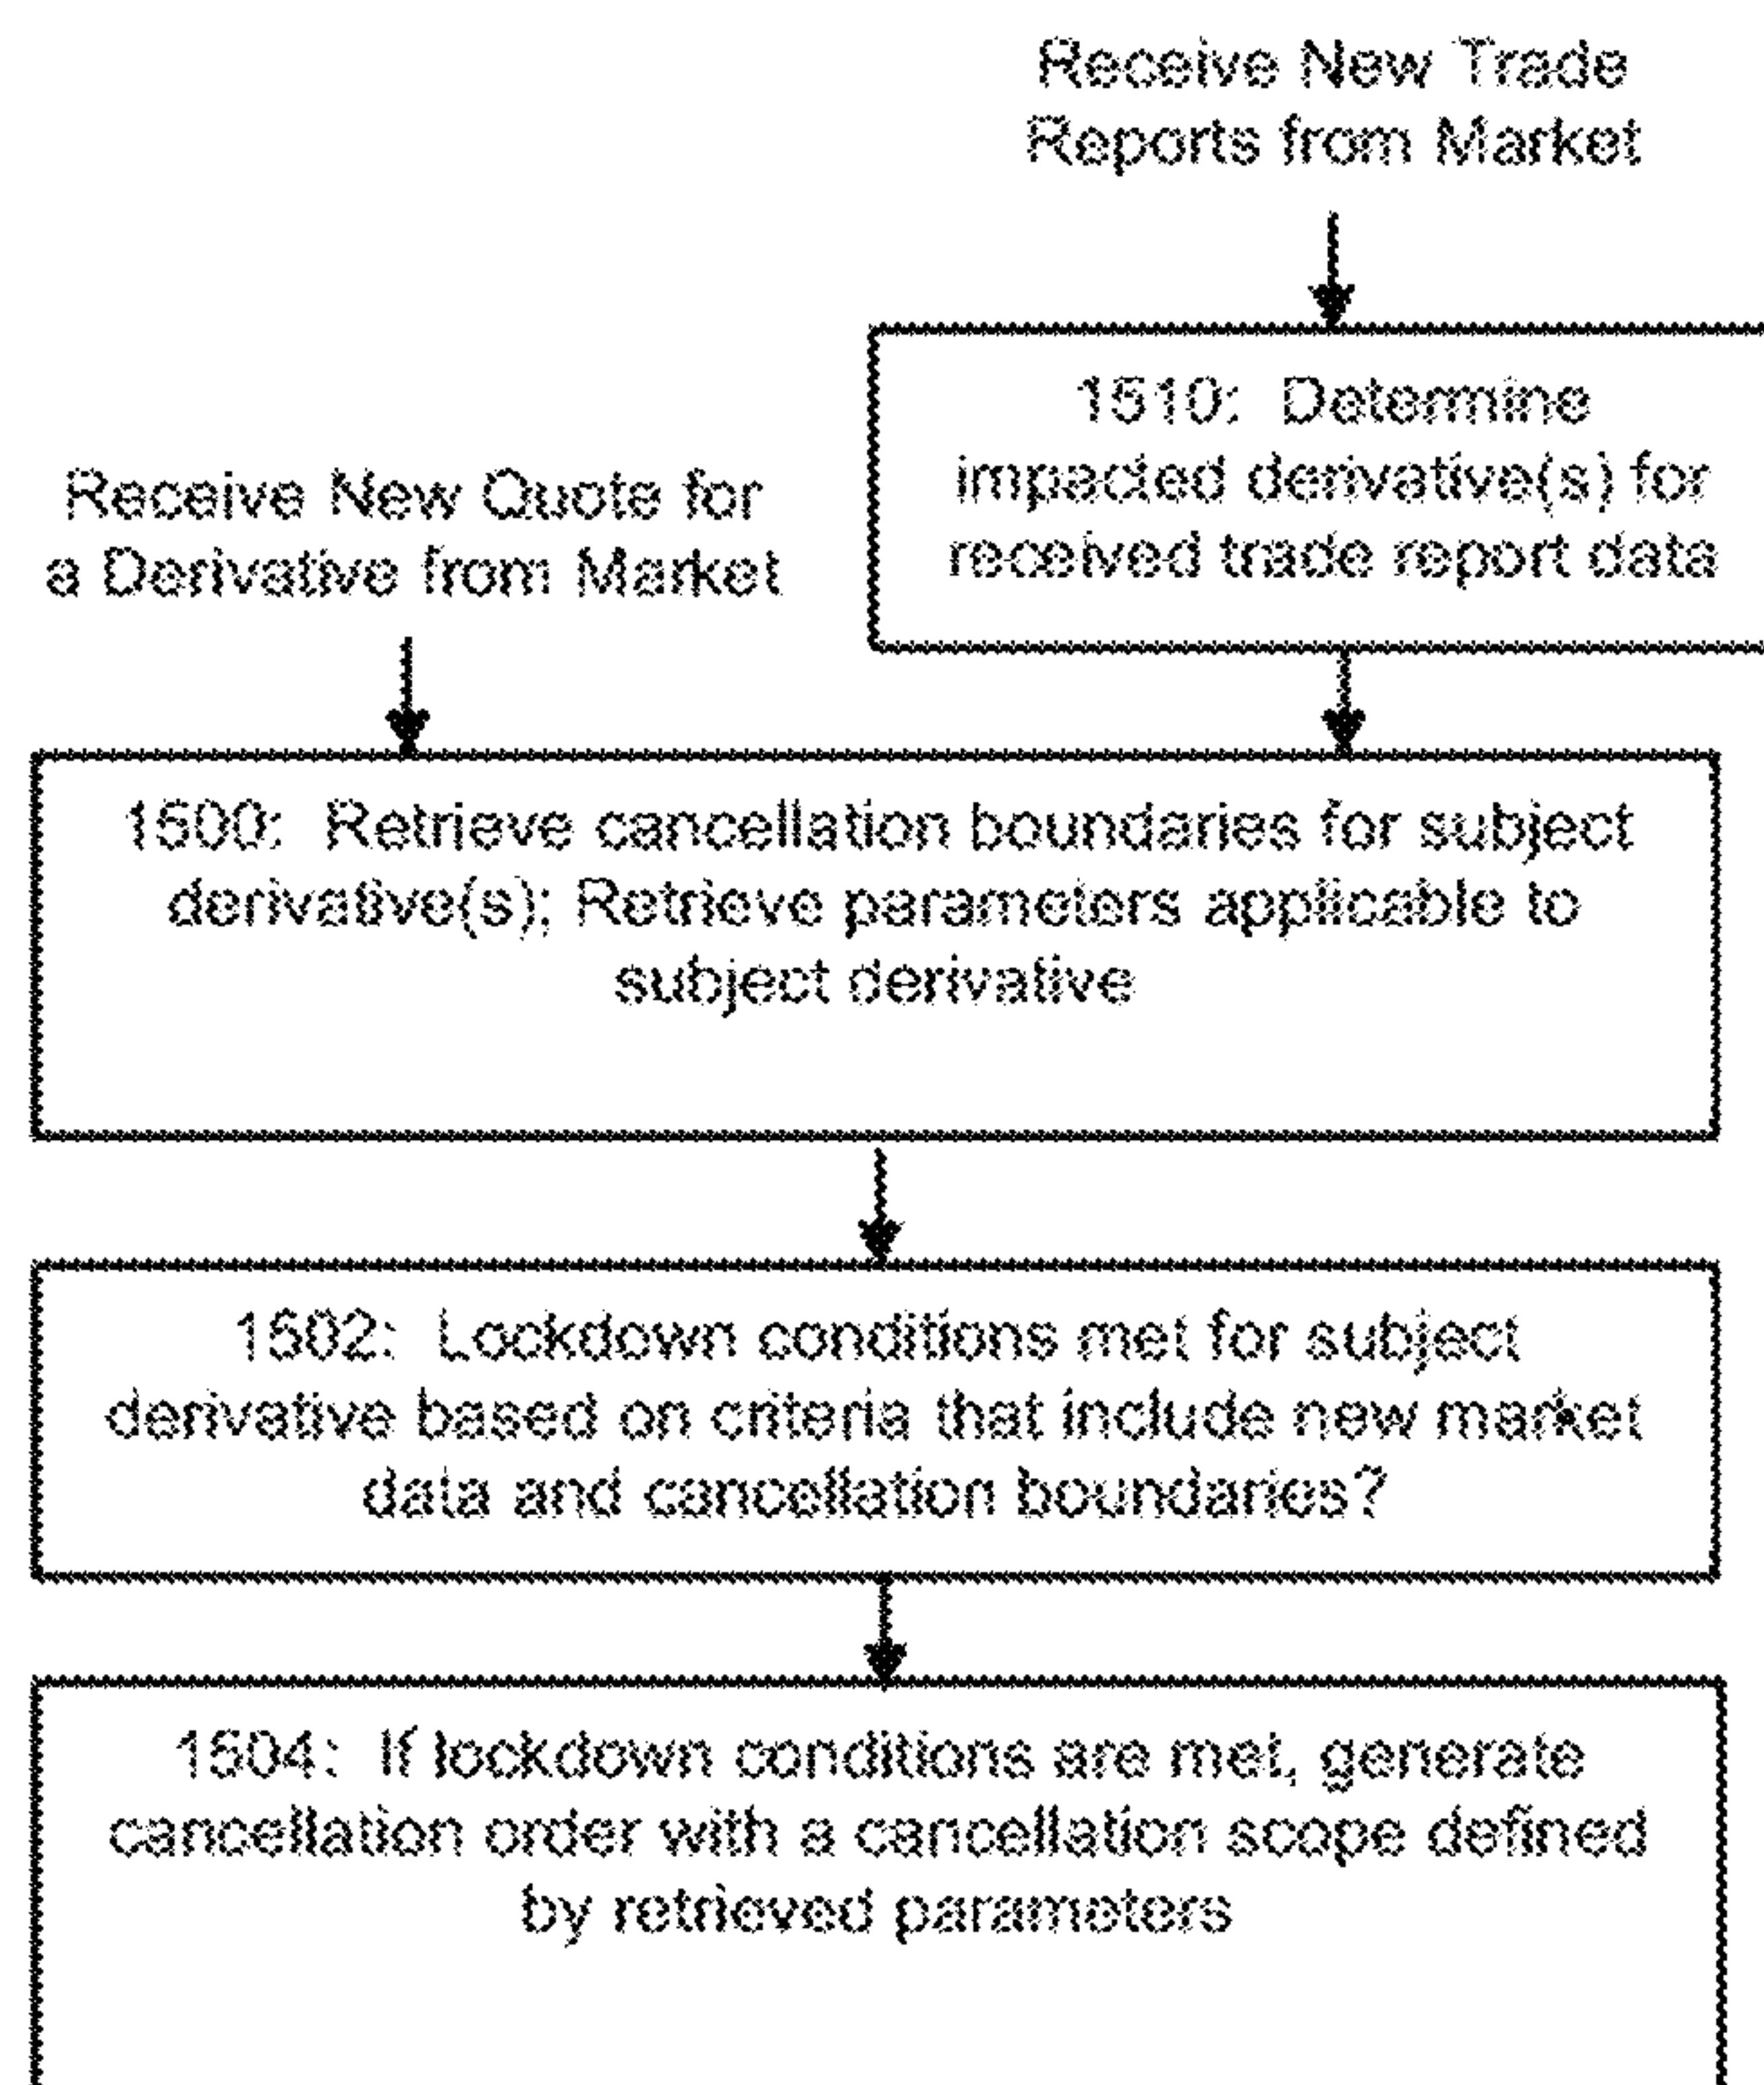 Receive New Trade
Reports from Market
1510: Determine
impacted derivative(s) for
received trade report data
Receive New Quote for
a Derivative from Market
1500: Retrieve cancellation boundaries for subject
derivative(s); Retrieve parameters applicable to
subject derivative
1502: Lockdown conditions met for subject
derivative based on criteria that include new market
data and cancellation boundaries?
1504: If lockdown conditions are met, generate
cancellation order with a cancellation scope defined
by retrieved parameters